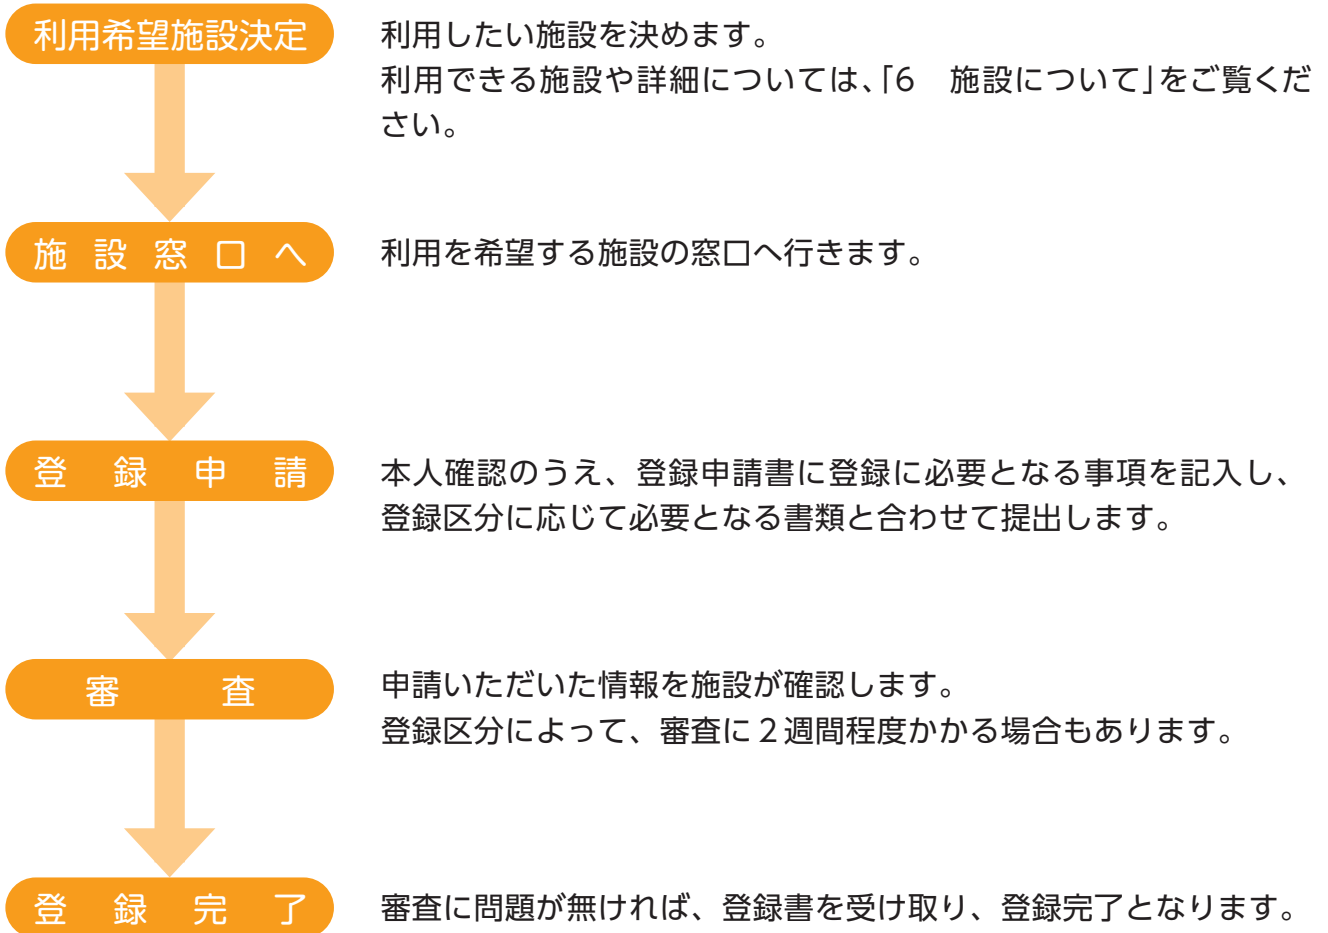 利用希望施設決定
利用したい施設を決めます。
利用できる施設や詳細については、「6　施設について」をご覧くだ
さい。
施設窓口へ
利用を希望する施設の窓口へ行きます。
登録申請
本人確認のうえ、登録申請書に登録に必要となる事項を記入し、
登録区分に応じて必要となる書類と合わせて提出します。
審査
申請いただいた情報を施設が確認します。
登録区分によって、審査に２週間程度かかる場合もあります。
登録完了
審査に問題が無ければ、登録書を受け取り、登録完了となります。